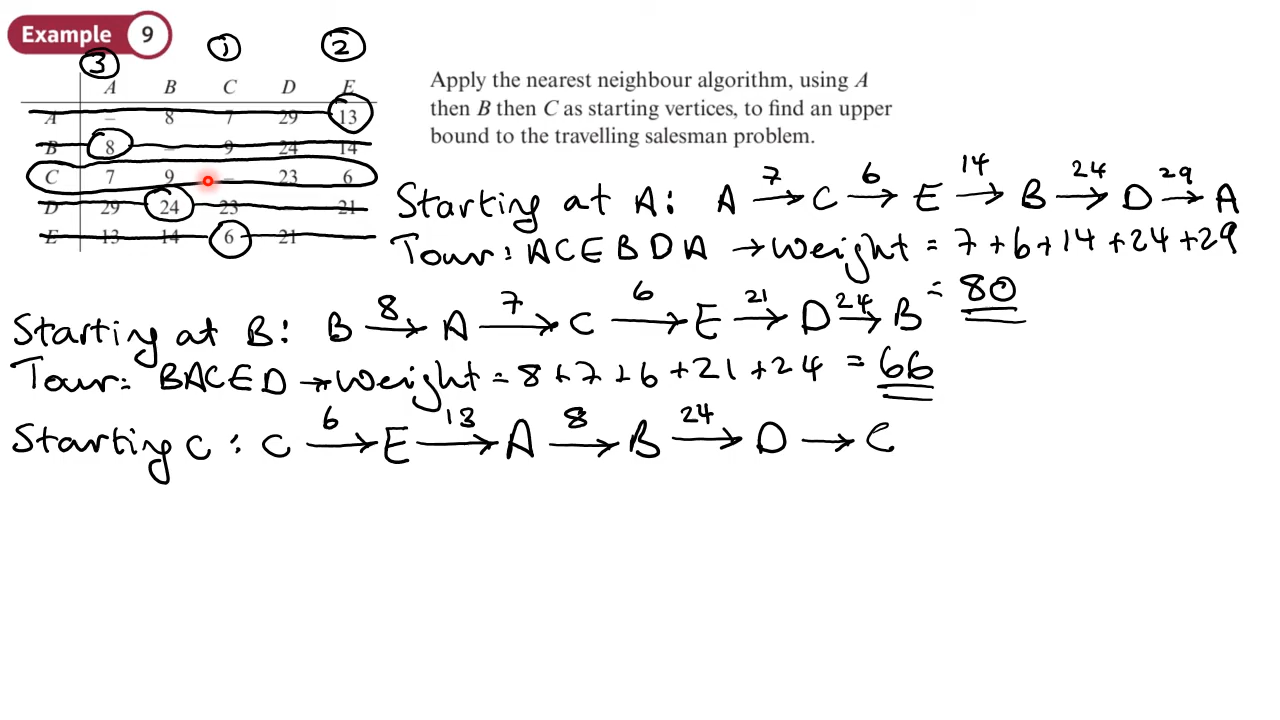 Example 9
③ ① ②
A B C D E
A – 8 7 29 13
B 8 – 9 24 14
C 7 9 – 23 6
D 29 24 23 – 21
E 13 14 6 21 –
Apply the nearest neighbour algorithm, using A
then B then C as starting vertices, to find an upper
bound to the travelling salesman problem.
7 6 14 24 29
Starting at A: A → C → E → B → D → A
Tour: ACEBDA → Weight = 7 + 6 + 14 + 24 + 29
= 80
8 7 6 21 24
Starting at B: B → A → C → E → D → B
Tour: BACED → Weight = 8 + 7 + 6 + 21 + 24 = 66
6 13 8 24
Starting C: C → E → A → B → D → C